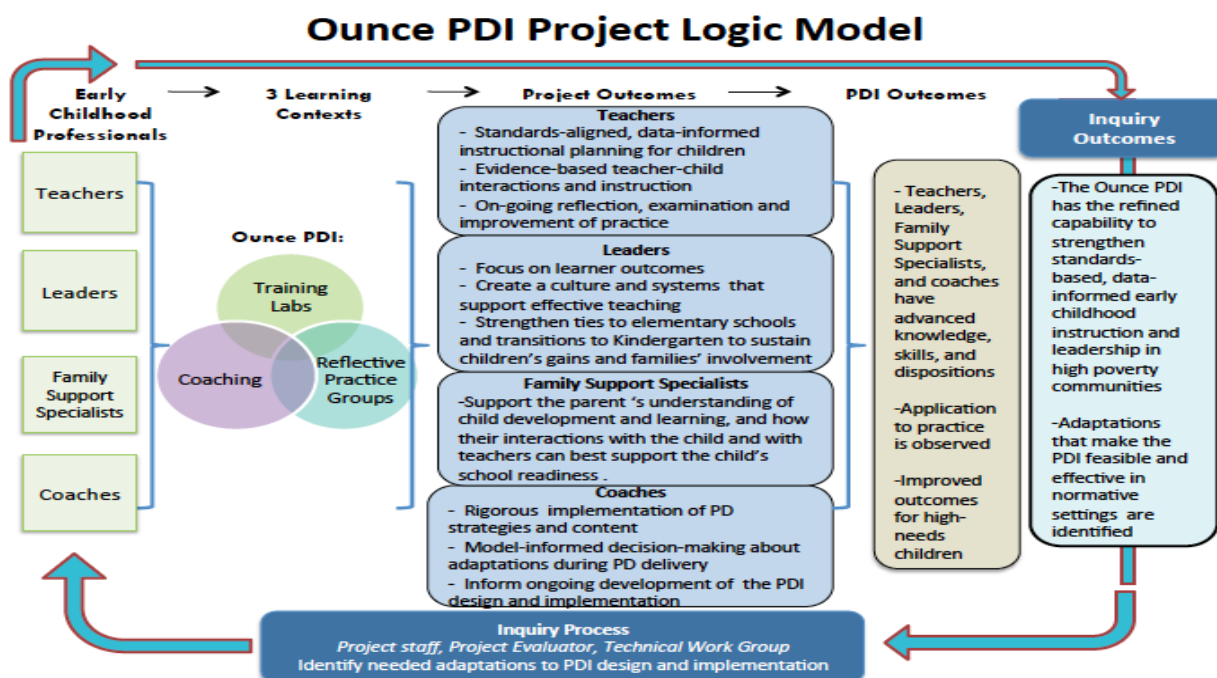 Ounce PDI Project Logic Model
Early
Childhood
Professionals
3 Learning
Contexts
Project Outcomes
PDI Outcomes
Inquiry
Outcomes
Teachers
Leaders
Family
Support
Specialists
Coaches
Ounce PDI:
Training
Labs
Coaching
Reflective
Practice
Groups
Teachers
- Standards-aligned, data-informed
instructional planning for children
- Evidence-based teacher-child
interactions and instruction
- On-going reflection, examination and
improvement of practice
Leaders
- Focus on learner outcomes
- Create a culture and systems that
support effective teaching
- Strengthen ties to elementary schools
and transitions to Kindergarten to sustain
children's gains and families' involvement
Family Support Specialists
-Support the parent 's understanding of
child development and learning, and how
their interactions with the child and with
teachers can best support the child's
school readiness .
Coaches
- Rigorous implementation of PD
strategies and content
- Model-informed decision-making about
adaptations during PD delivery
- Inform ongoing development of the PDI
design and implementation
- Teachers,
Leaders,
Family
Support
Specialists,
and coaches
have
advanced
knowledge,
skills, and
dispositions
-Application
to practice
is observed
-Improved
outcomes
for high-
needs
children
-The Ounce PDI
has the refined
capability to
strengthen
standards-
based, data-
informed early
childhood
instruction and
leadership in
high poverty
communities
-Adaptations
that make the
PDI feasible and
effective in
normative
settings are
identified
Inquiry Process
Project staff, Project Evaluator, Technical Work Group
Identify needed adaptations to PDI design and implementation